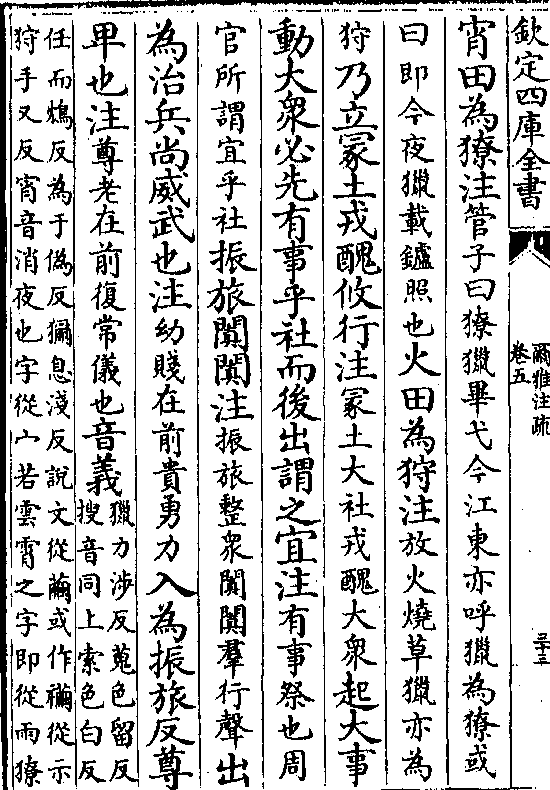 欽定四庫全書
爾雅注疏
卷五
三十三
宵田為獠注管子曰獠獵畢弋今江東亦呼獵為獠或
曰即今夜獵載鑪照也火田為狩注放火燒草獵亦為
狩乃立冢土戎醜攸行注冢土大社戎醜大衆起大事
動大衆必先有事乎社而後出謂之宜注有事祭也周
官所謂宜乎社振旅闐闐注振旅整衆闐闐羣行聲出
為治兵尚威武也注幼賤在前貴勇力入為振旅反尊
卑也注尊老在前復常儀也音義獵力涉反蒐色留反
搜音同上索色白反
任而鴆反為于偽反獮息淺反說文從繭或作禰從示
狩手又反宵音消夜也字從宀若雲霄之字即從雨獠